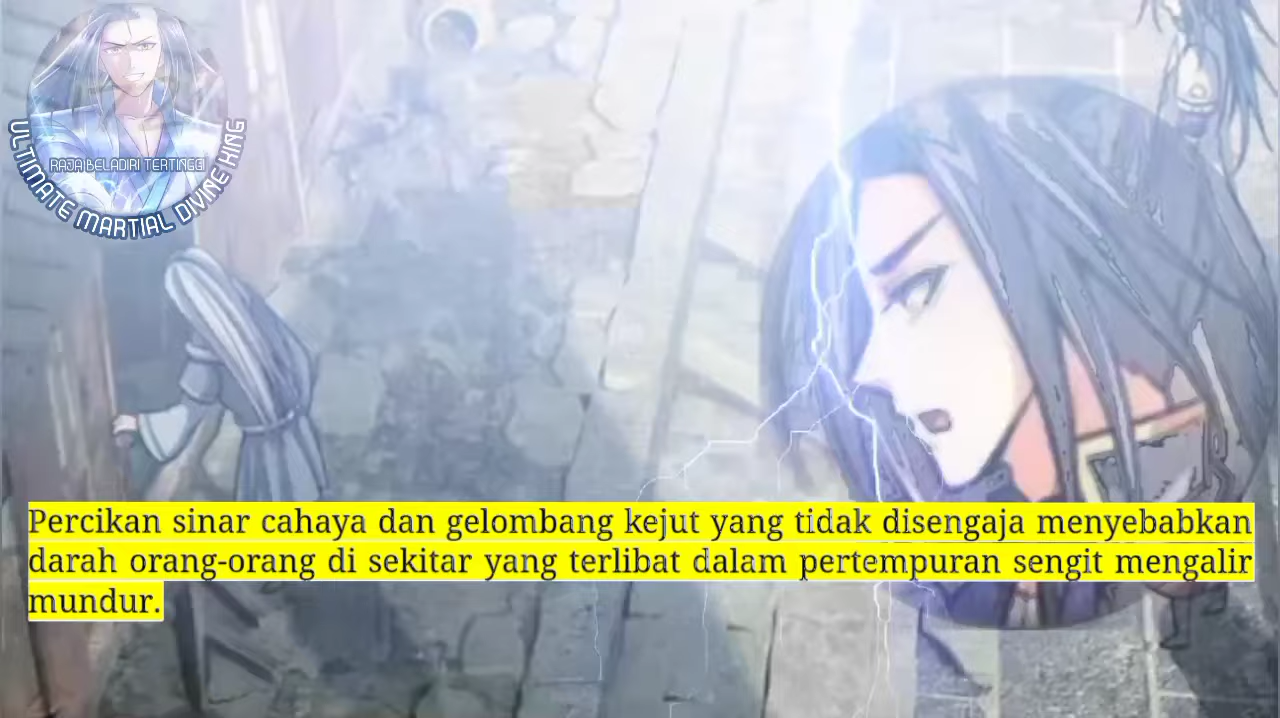 RAJA BELADIRI TERTINGGI
ULTIMATE MARTIAL DIVINE KING
Percikan sinar cahaya dan gelombang kejut yang tidak disengaja menyebabkan
darah orang-orang di sekitar yang terlibat dalam pertempuran sengit mengalir
mundur.